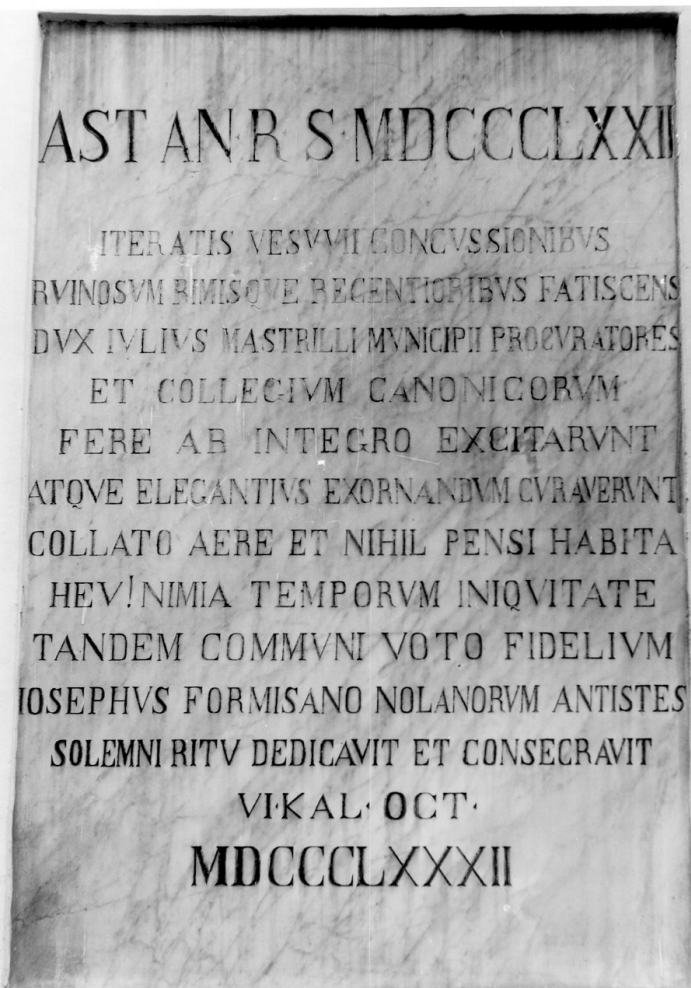 AST AN·R S·MDCCCLXXII
ITERATIS VESVVII CONCVSSIONIBVS
RVINOSVM RIMISQVE RECENTIORIBVS FATISCENS
DVX IVLIVS MASTRILLI MVNICIPII PROCVRATORES
ET COLLEGIVM CANONICORVM
FERE AB INTEGRO EXCITARVNT
ATQVE ELEGANTIVS EXORNANDVM CVRAVERVNT.
COLLATO AERE ET NIHIL PENSI HABITA
HEV! NIMIA TEMPORVM INIQVITATE
TANDEM COMMVNI VOTO FIDELIVM
IOSEPHVS FORMISANO NOLANORVM ANTISTES
SOLEMNI RITV DEDICAVIT ET CONSECRAVIT
VI·KAL· OCT·
MDCCCLXXXII